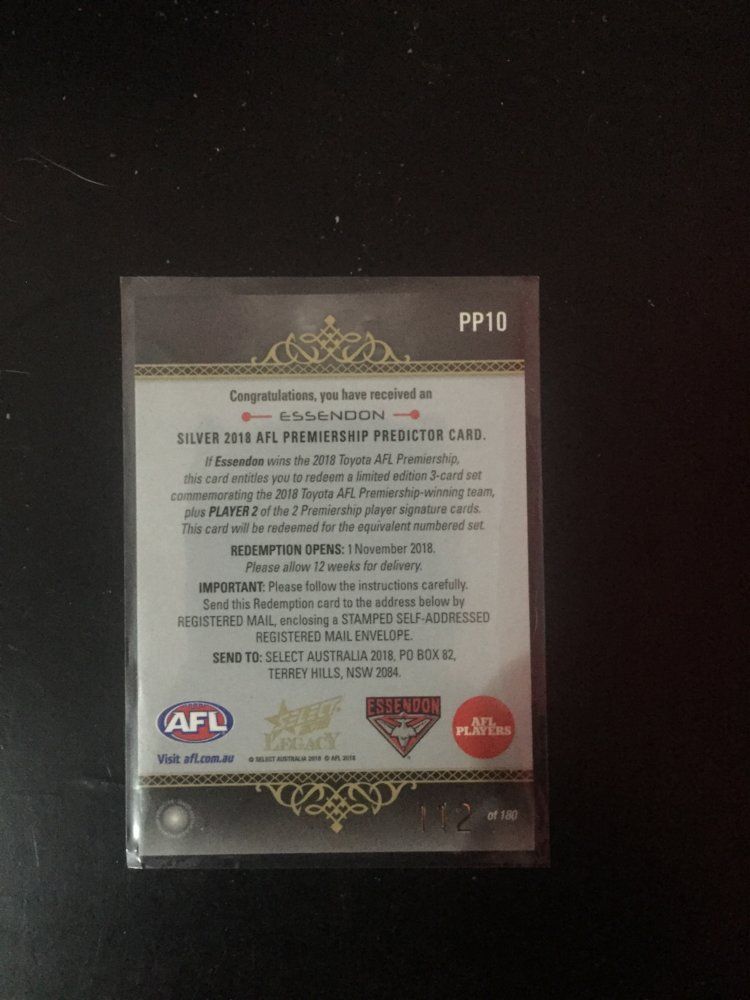 PP10
Congratulations, you have received an
ESSENDON
SILVER 2018 AFL PREMIERSHIP PREDICTOR CARD.
If Essendon wins the 2018 Toyota AFL Premiership,
this card entitles you to redeem a limited edition 3-card set
commemorating the 2018 Toyota AFL Premiership-winning team,
plus PLAYER 2 of the 2 Premiership player signature cards.
This card will be redeemed for the equivalent numbered set.
REDEMPTION OPENS: 1 November 2018.
Please allow 12 weeks for delivery.
IMPORTANT: Please follow the instructions carefully.
Send this Redemption card to the address below by
REGISTERED MAIL, enclosing a STAMPED SELF-ADDRESSED
REGISTERED MAIL ENVELOPE.
SEND TO: SELECT AUSTRALIA 2018, PO BOX 82,
TERREY HILLS, NSW 2084.
AFL
SELECT
LEGACY
ESSENDON
AFL
PLAYERS
Visit afl.com.au
© SELECT AUSTRALIA 2018 © AFL 2018
112 of 180